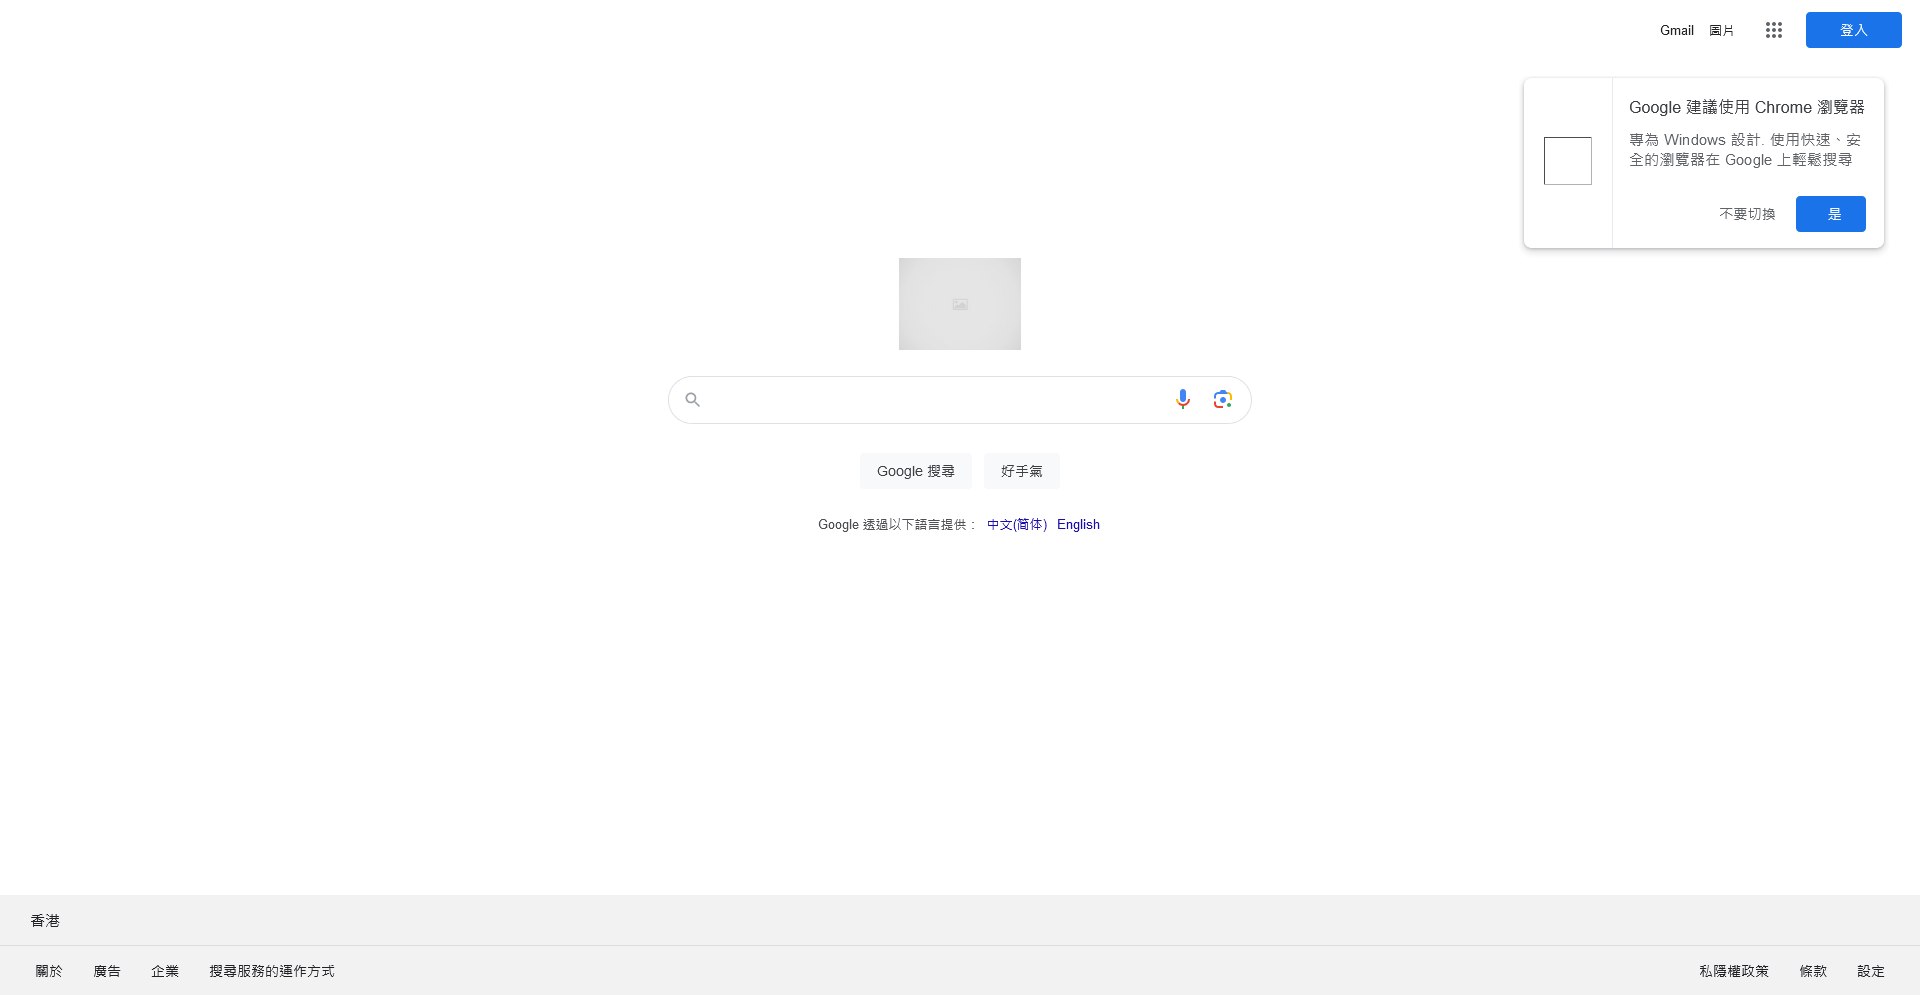 Gmail 圖片 登入
Google 建議使用 Chrome 瀏覽器
專為 Windows 設計. 使用快速、安
全的瀏覽器在 Google 上輕鬆搜尋
不要切換 是
Google 搜尋 好手氣
Google 透過以下語言提供： 中文(简体) English
香港
關於 廣告 企業 搜尋服務的運作方式 私隱權政策 條款 設定